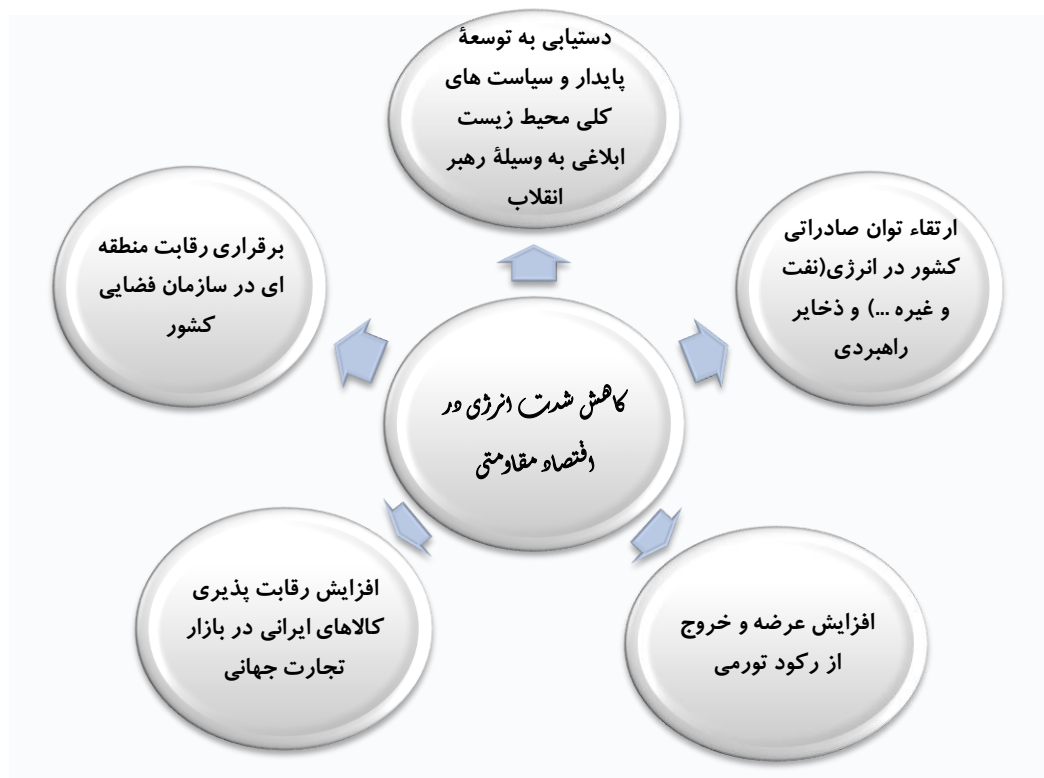 دستیابی به توسعۀ
پایدار و سیاست های
کلی محیط زیست
ابلاغی به وسیلۀ رهبر
انقلاب
ارتقاء توان صادراتی
کشور در انرژی(نفت
و غیره ...) و ذخایر
راهبردی
برقراری رقابت منطقه
ای در سازمان فضایی
کشور
کاهش شدت انرژی در
اقتصاد مقاومتی
افزایش عرضه و خروج
از رکود تورمی
افزایش رقابت پذیری
کالاهای ایرانی در بازار
تجارت جهانی